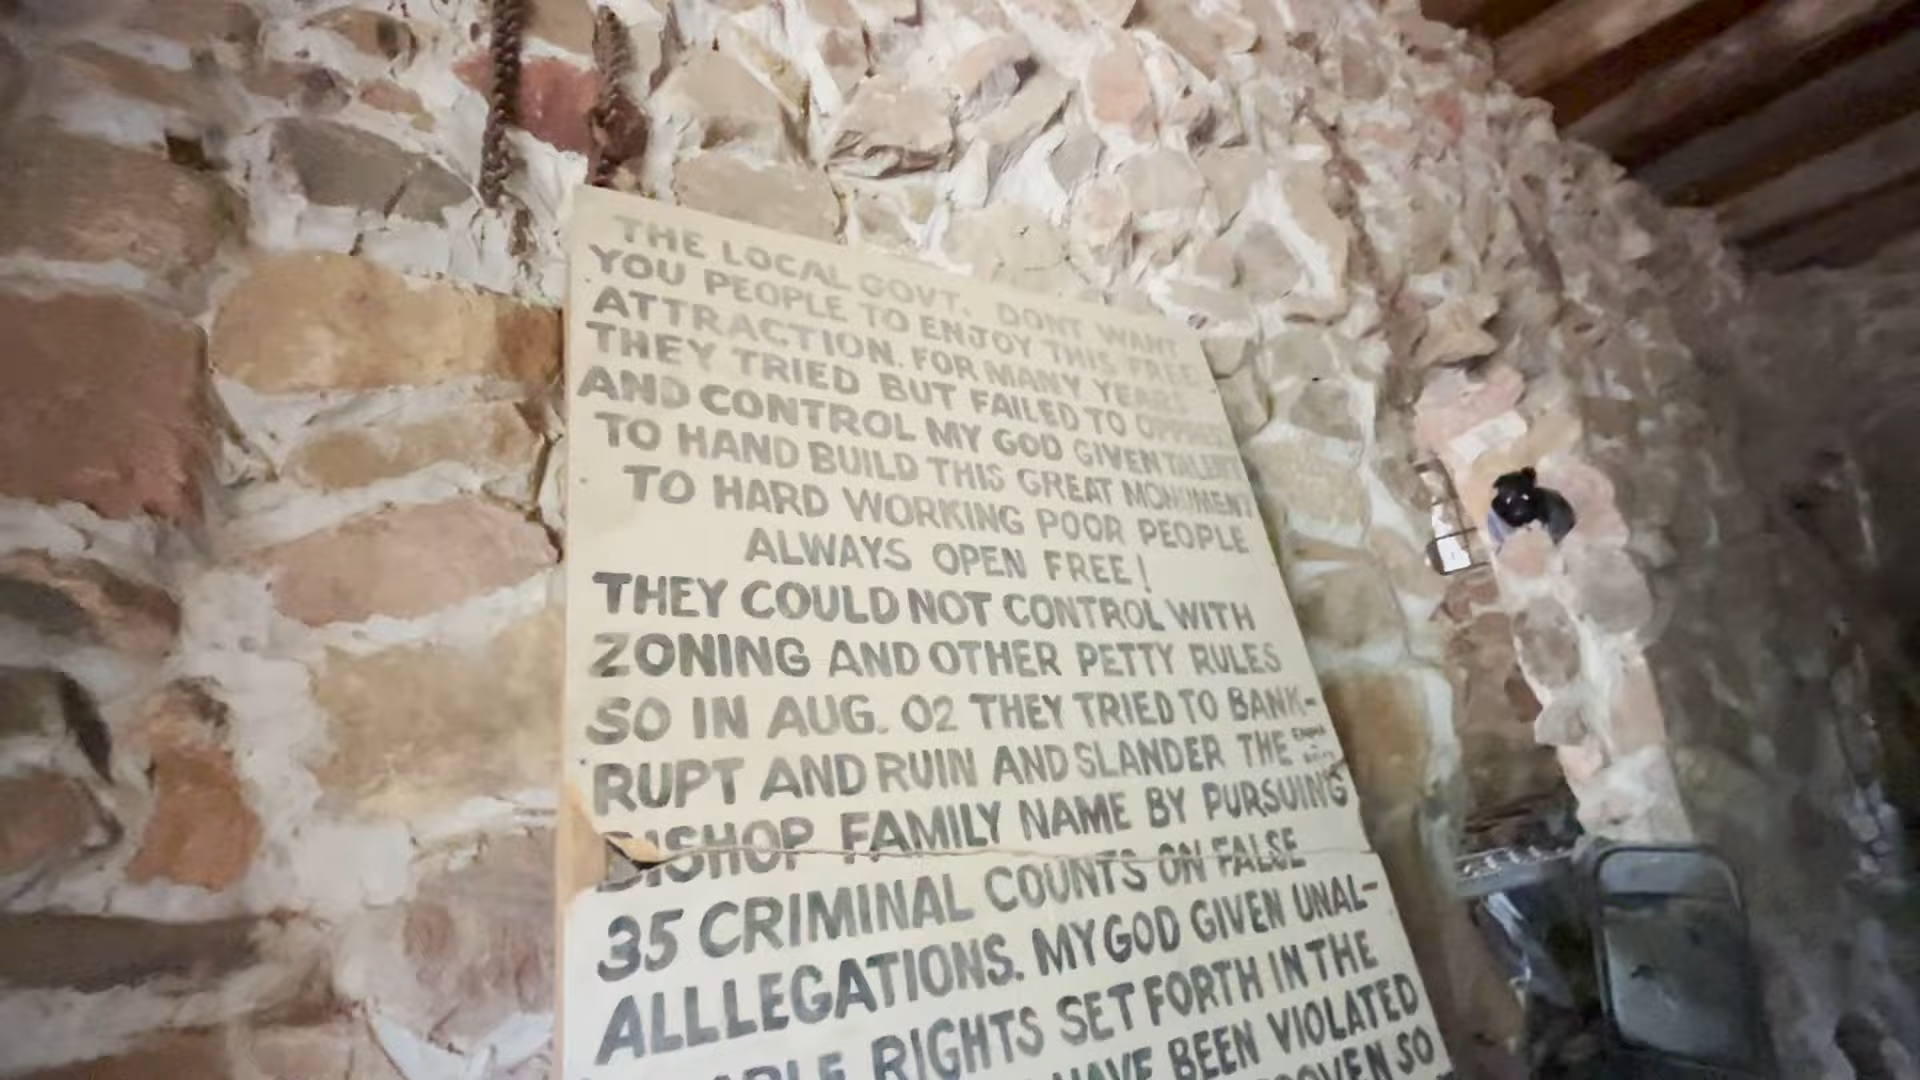 THE LOCAL GOVT. DONT WANT
YOU PEOPLE TO ENJOY THIS FREE
ATTRACTION. FOR MANY YEARS
THEY TRIED BUT FAILED TO OPPRESS
AND CONTROL MY GOD GIVEN TALENT
TO HAND BUILD THIS GREAT MONUMENT
TO HARD WORKING POOR PEOPLE
ALWAYS OPEN FREE!
THEY COULD NOT CONTROL WITH
ZONING AND OTHER PETTY RULES
SO IN AUG. 02 THEY TRIED TO BANK-
RUPT AND RUIN AND SLANDER THE
BISHOP FAMILY NAME BY PURSUING
35 CRIMINAL COUNTS ON FALSE
ALLLEGATIONS. MY GOD GIVEN UNAL-
RIGHTS SET FORTH IN THE
HAVE BEEN VIOLATED
SO